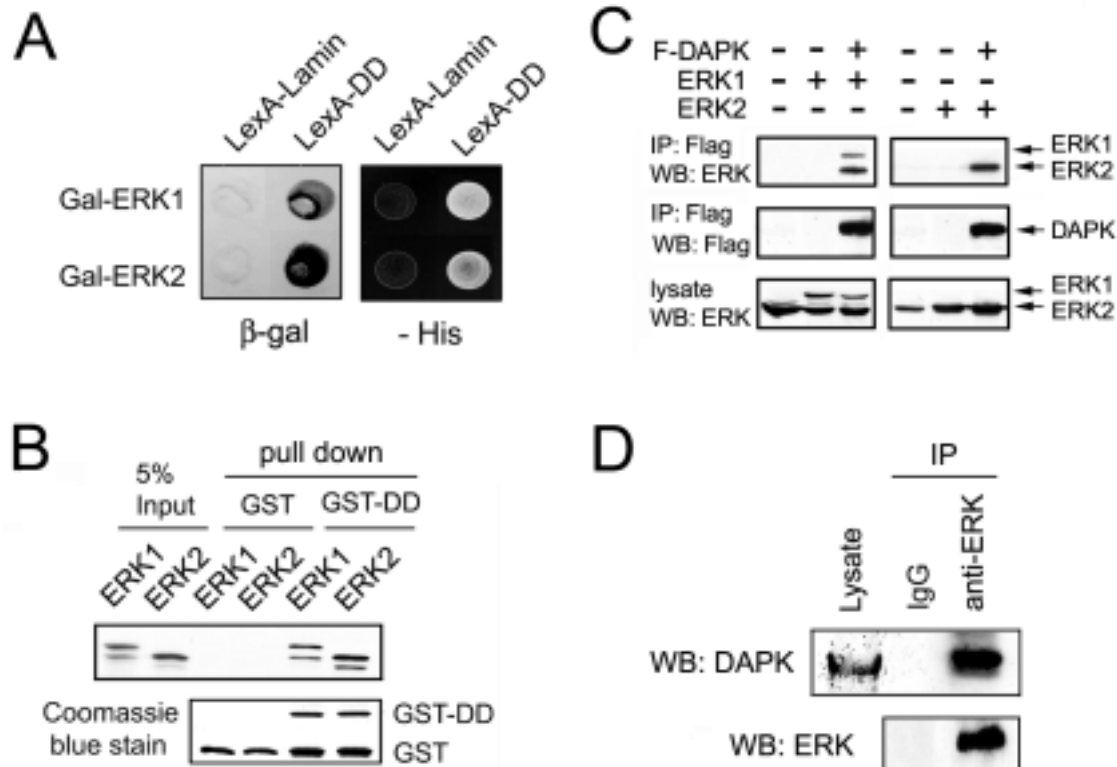 A
LexA-Lamin
LexA-DD
LexA-Lamin
LexA-DD
Gal-ERK1
Gal-ERK2
β-gal
- His
C
F-DAPK - - + - - +
ERK1 - + +
ERK2 - + +
IP: Flag
WB: ERK
ERK1
ERK2
IP: Flag
WB: Flag
DAPK
lysate
WB: ERK
ERK1
ERK2
B
pull down
5%
Input
GST
GST-DD
ERK1
ERK2
ERK1
ERK2
ERK1
ERK2
Coomassie
blue stain
GST-DD
GST
D
IP
Lysate
IgG
anti-ERK
WB: DAPK
WB: ERK